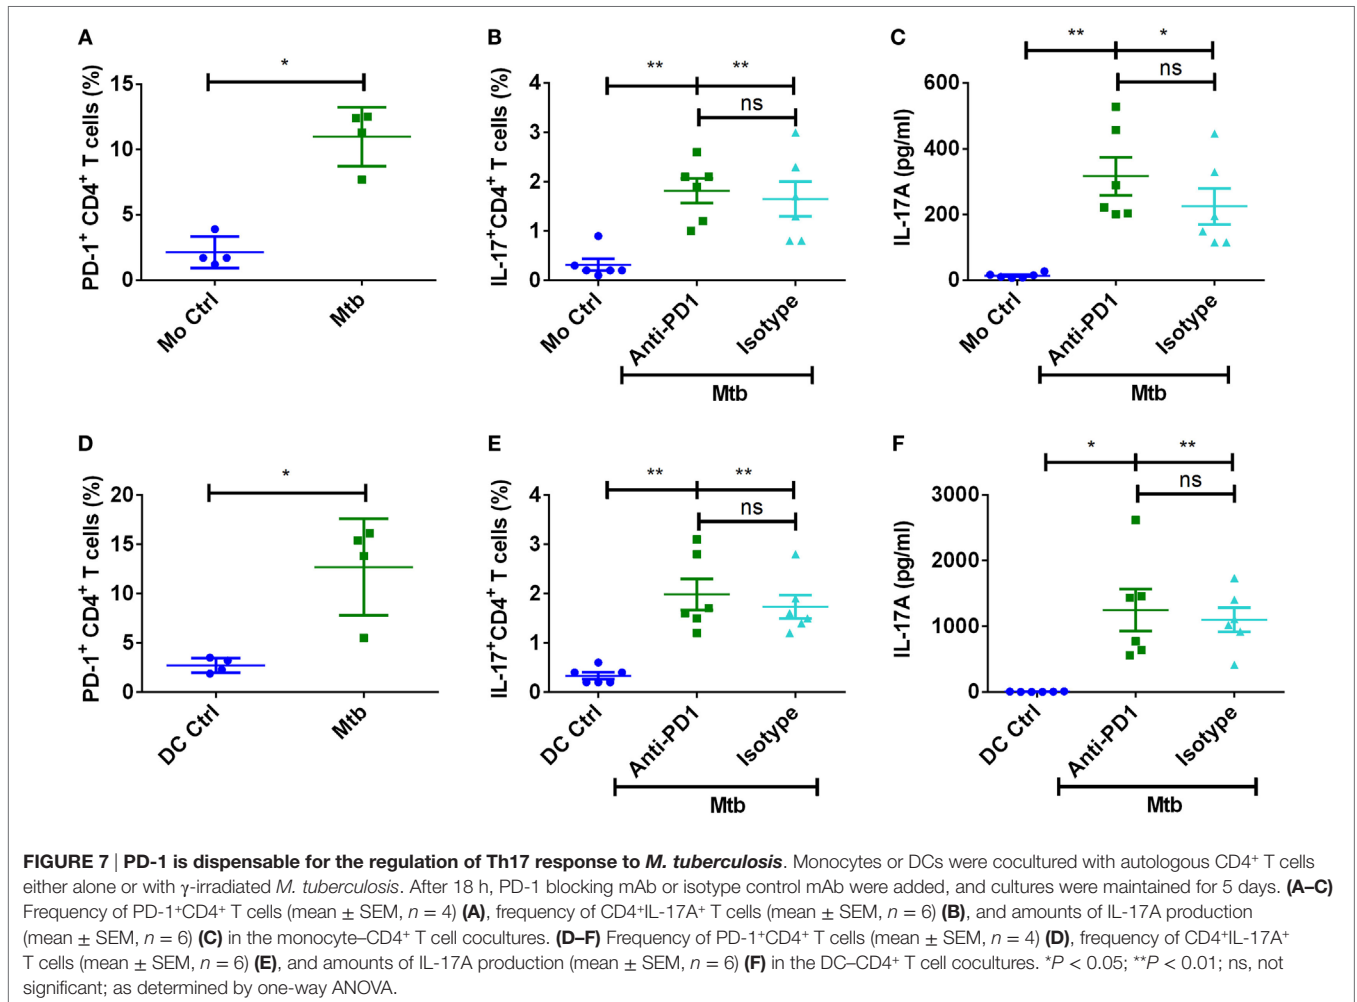 A
PD-1+ CD4+ T cells (%)
15
10
5
0
*
Mo Ctrl
Mtb
B
IL-17+CD4+ T cells (%)
4
3
2
1
0
**
**
ns
Mo Ctrl
Anti-PD1
Isotype
Mtb
C
IL-17A (pg/ml)
600
400
200
0
**
*
ns
Mo Ctrl
Anti-PD1
Isotype
Mtb
D
PD-1+ CD4+ T cells (%)
20
15
10
5
0
*
DC Ctrl
Mtb
E
IL-17+CD4+ T cells (%)
4
3
2
1
0
**
**
ns
DC Ctrl
Anti-PD1
Isotype
Mtb
F
IL-17A (pg/ml)
3000
2000
1000
0
*
**
ns
DC Ctrl
Anti-PD1
Isotype
Mtb
FIGURE 7 | PD-1 is dispensable for the regulation of Th17 response to M. tuberculosis. Monocytes or DCs were cocultured with autologous CD4+ T cells
either alone or with γ-irradiated M. tuberculosis. After 18 h, PD-1 blocking mAb or isotype control mAb were added, and cultures were maintained for 5 days. (A–C)
Frequency of PD-1+CD4+ T cells (mean ± SEM, n = 4) (A), frequency of CD4+IL-17A+ T cells (mean ± SEM, n = 6) (B), and amounts of IL-17A production
(mean ± SEM, n = 6) (C) in the monocyte–CD4+ T cell cocultures. (D–F) Frequency of PD-1+CD4+ T cells (mean ± SEM, n = 4) (D), frequency of CD4+IL-17A+
T cells (mean ± SEM, n = 6) (E), and amounts of IL-17A production (mean ± SEM, n = 6) (F) in the DC–CD4+ T cell cocultures. *P < 0.05; **P < 0.01; ns, not
significant; as determined by one-way ANOVA.